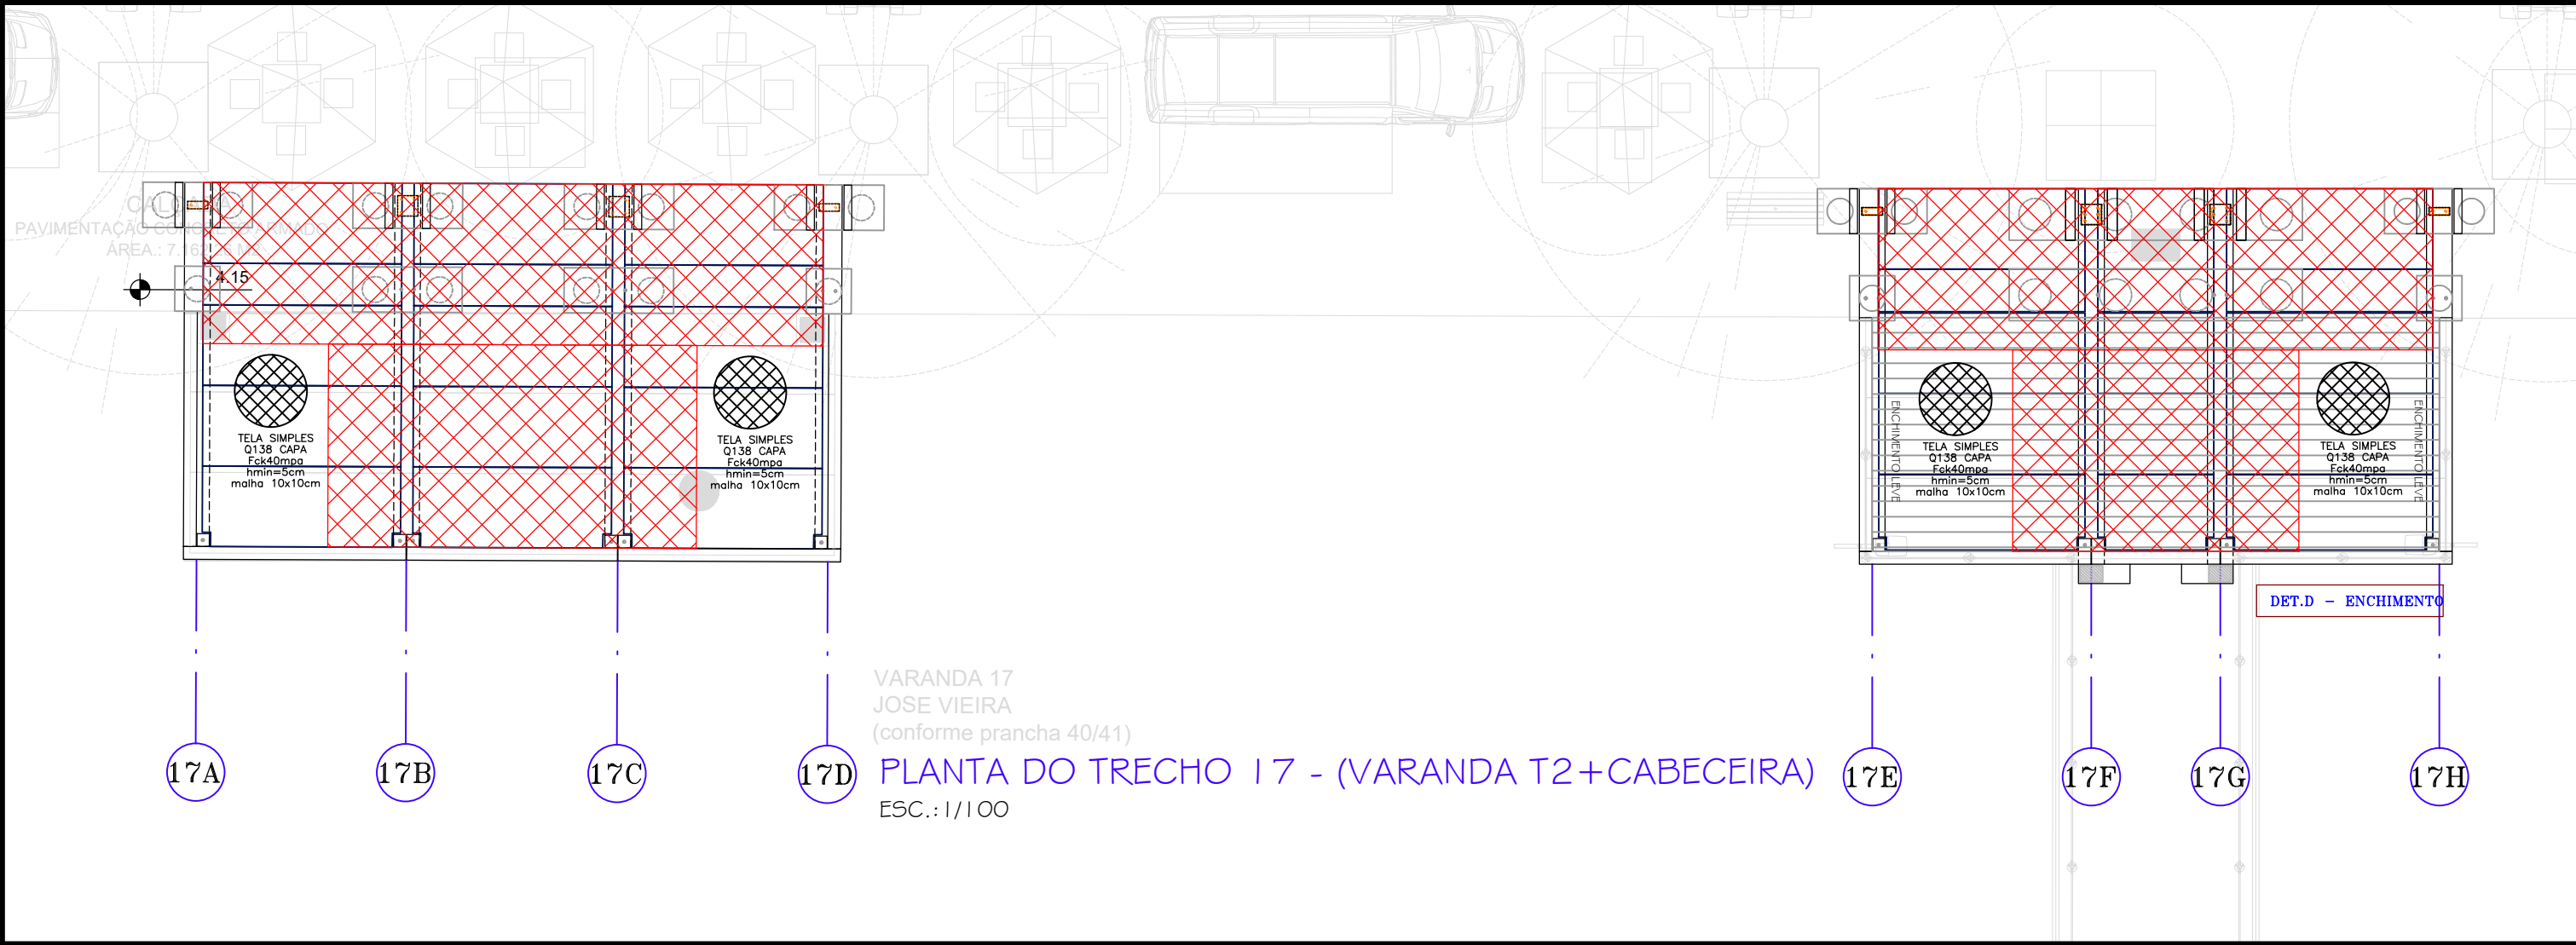 CALÇADA
PAVIMENTAÇÃO CONCRETO ARMADO
4.15
TELA SIMPLES
Q138 CAPA
Fck40mpa
hmin=5cm
malha 10x10cm
TELA SIMPLES
Q138 CAPA
Fck40mpa
hmin=5cm
malha 10x10cm
ENCHIMENTO LEVE
TELA SIMPLES
Q138 CAPA
Fck40mpa
hmin=5cm
malha 10x10cm
TELA SIMPLES
Q138 CAPA
Fck40mpa
hmin=5cm
malha 10x10cm
ENCHIMENTO LEVE
DET.D - ENCHIMENTO
VARANDA 17
JOSE VIEIRA
(conforme prancha 40/41)
17A
17B
17C
17D
PLANTA DO TRECHO 17 - (VARANDA T2+CABECEIRA)
ESC.:1/100
17E
17F
17G
17H